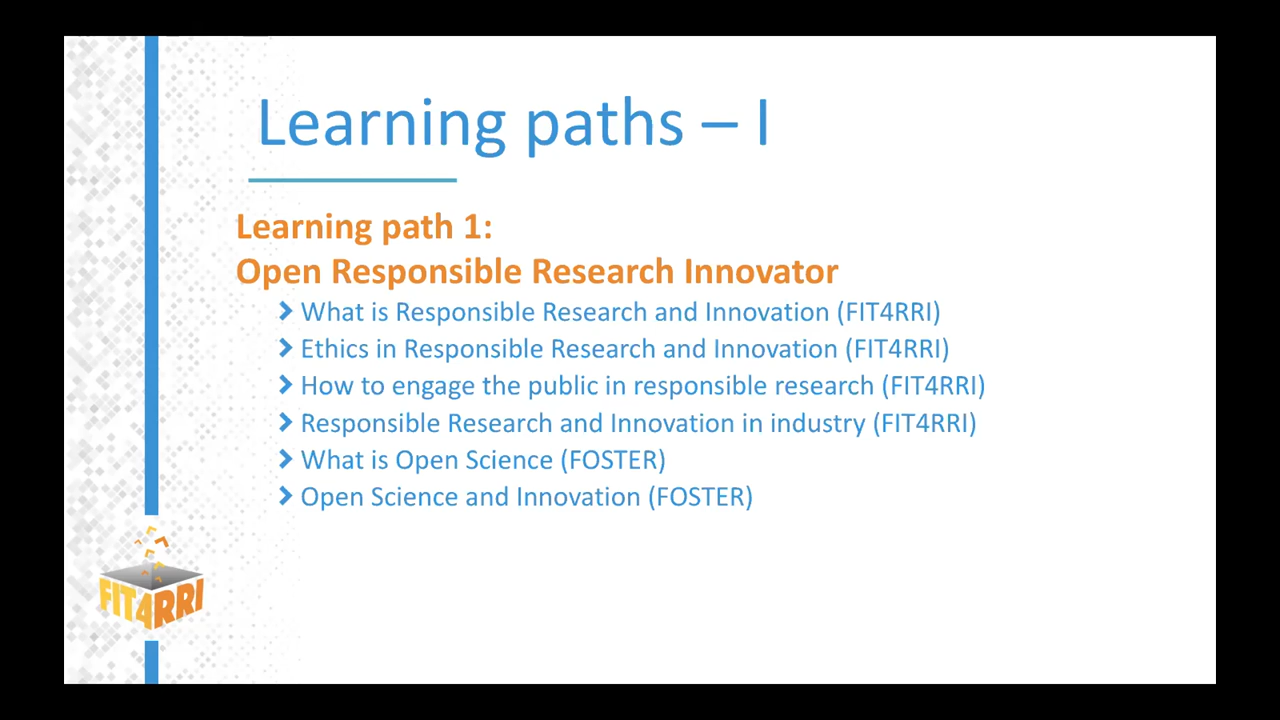 Learning paths – I
Learning path 1:
Open Responsible Research Innovator
What is Responsible Research and Innovation (FIT4RRI)
Ethics in Responsible Research and Innovation (FIT4RRI)
How to engage the public in responsible research (FIT4RRI)
Responsible Research and Innovation in industry (FIT4RRI)
What is Open Science (FOSTER)
Open Science and Innovation (FOSTER)
FIT4RRI